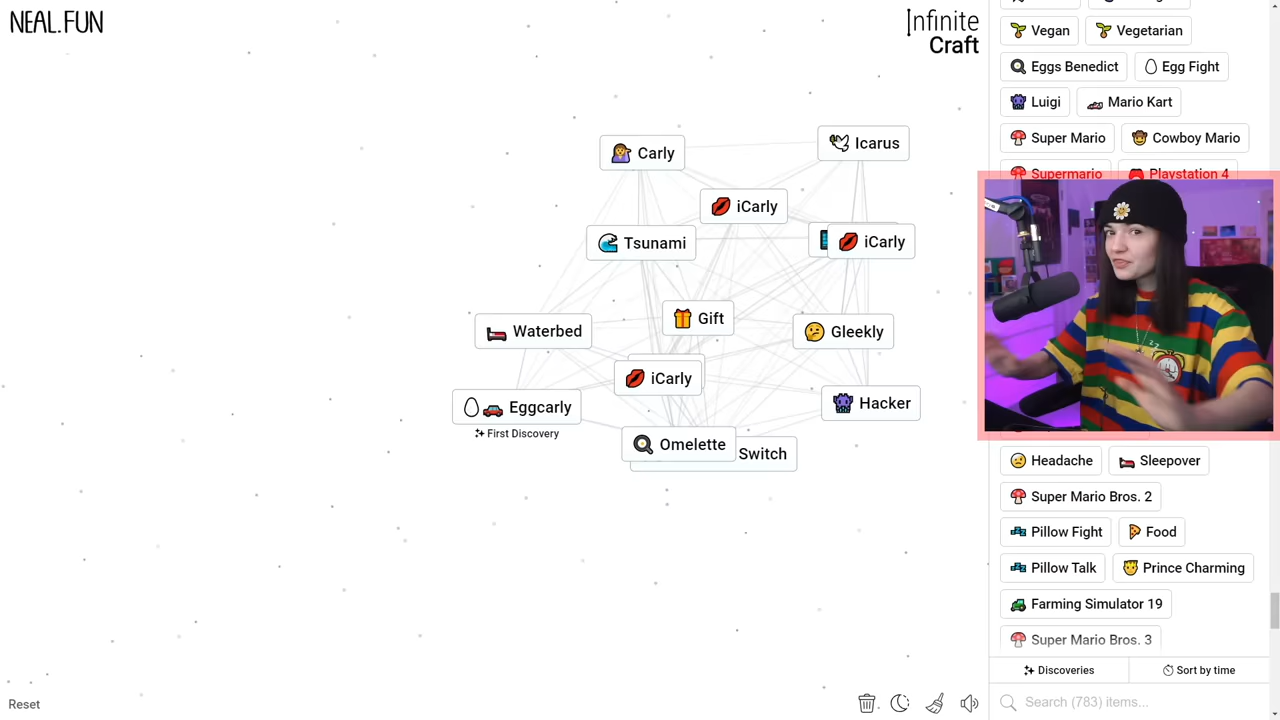 NEAL.FUN
Infinite
Craft
Carly
Icarus
iCarly
Tsunami
iCarly
Gift
Waterbed
Gleekly
iCarly
Eggcarly
First Discovery
Hacker
Omelette
Switch
Vegan
Vegetarian
Eggs Benedict
Egg Fight
Luigi
Mario Kart
Super Mario
Cowboy Mario
Supermario
Playstation 4
Headache
Sleepover
Super Mario Bros. 2
Pillow Fight
Food
Pillow Talk
Prince Charming
Farming Simulator 19
Super Mario Bros. 3
Discoveries
Sort by time
Search (783) items...
Reset